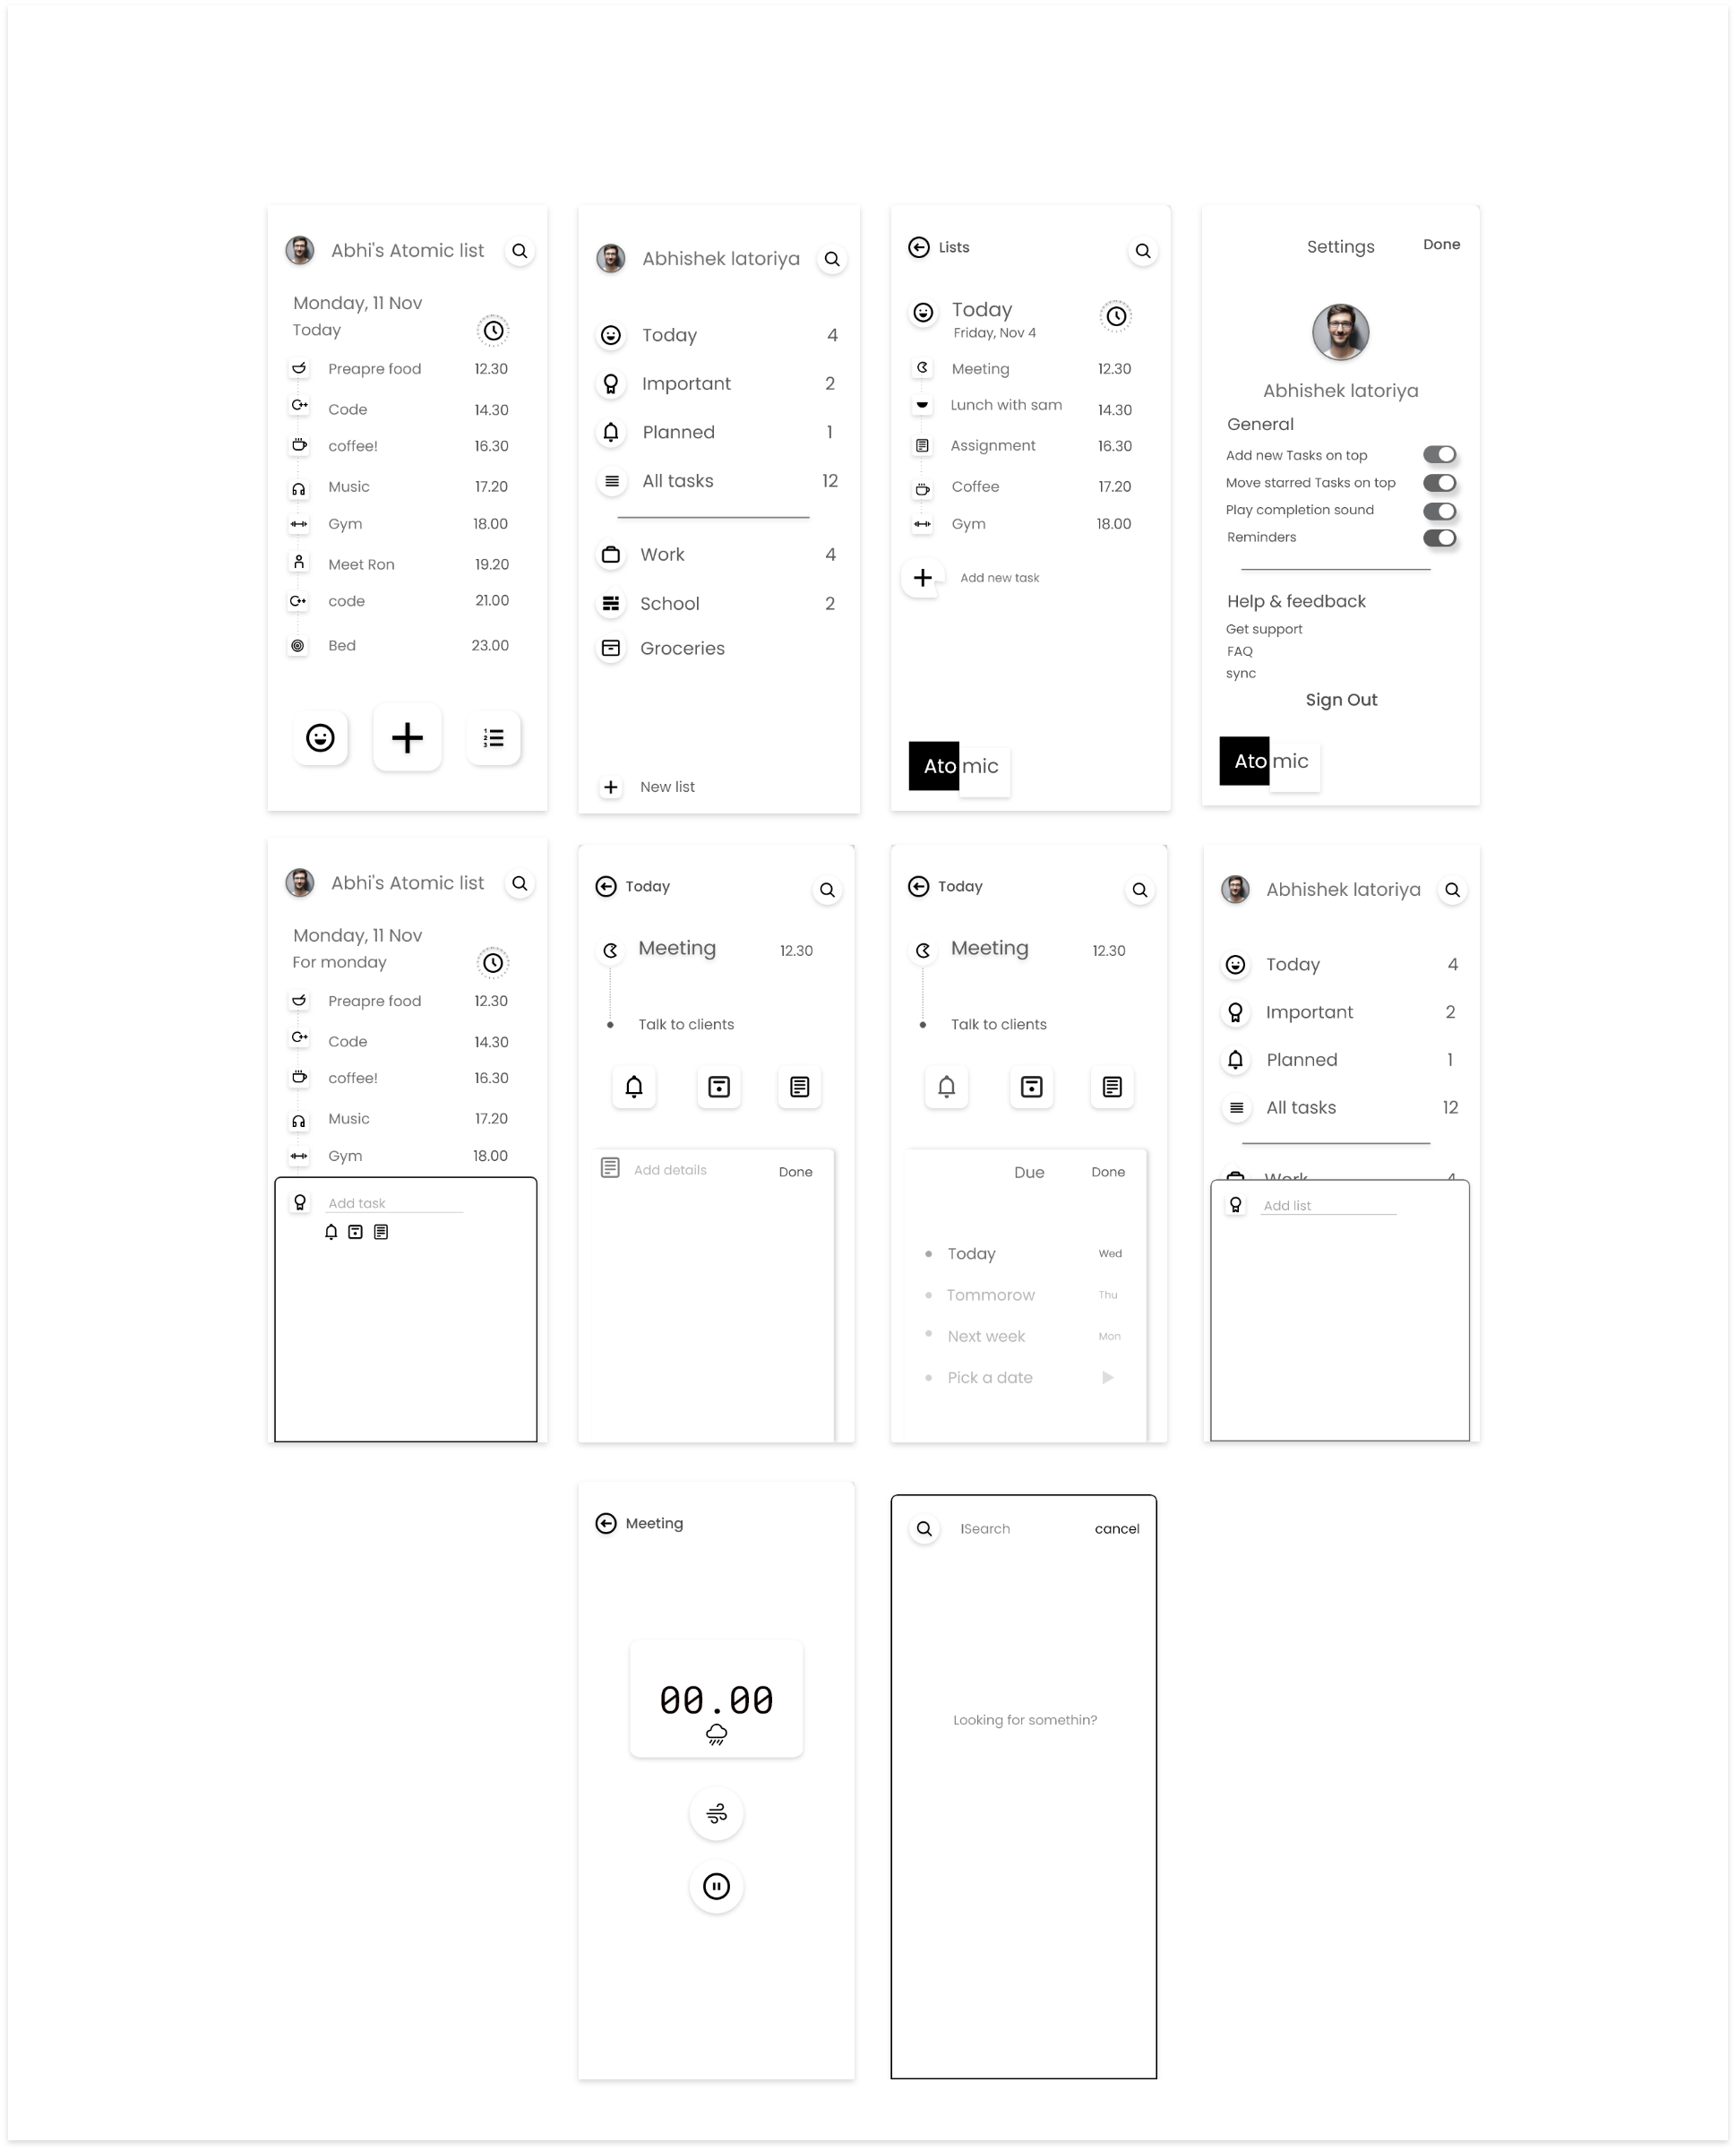 Abhi's Atomic list
Monday, 11 Nov
Today
Preapre food 12.30
C++ Code 14.30
coffee! 16.30
Music 17.20
Gym 18.00
Meet Ron 19.20
C++ code 21.00
Bed 23.00
1
2
3
Abhishek latoriya
Today 4
Important 2
Planned 1
All tasks 12
Work 4
School 2
Groceries
New list
Lists
Today
Friday, Nov 4
Meeting 12.30
Lunch with sam 14.30
Assignment 16.30
Coffee 17.20
Gym 18.00
Add new task
Atomic
Settings Done
Abhishek latoriya
General
Add new Tasks on top
Move starred Tasks on top
Play completion sound
Reminders
Help & feedback
Get support
FAQ
sync
Sign Out
Atomic
Abhi's Atomic list
Monday, 11 Nov
For monday
Preapre food 12.30
C++ Code 14.30
coffee! 16.30
Music 17.20
Gym 18.00
Add task
Today
Meeting 12.30
Talk to clients
Add details Done
Today
Meeting 12.30
Talk to clients
Due Done
Today Wed
Tommorow Thu
Next week Mon
Pick a date
Abhishek latoriya
Today 4
Important 2
Planned 1
All tasks 12
Work 4
Add list
Meeting
00.00
Search cancel
Looking for somethin?